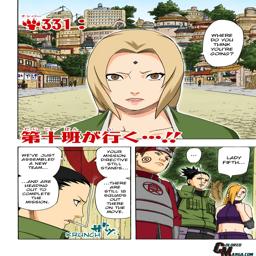 331
WHERE DO
YOU THINK
YOU'RE
GOING?
第十班が行く…!!
...
LADY
FIFTH...
YOUR
MISSION
DIRECTIVE
STILL
STANDS...
...THERE
ARE STILL
18 SQUADS
OUT THERE
ON THE
MOVE.
WE'VE JUST
ASSEMBLED
A NEW
TEAM...
...AND ARE
HEADING
OUT TO
COMPLETE
THE MISSION.
KRUNCH
COLORED
MANGA.COM